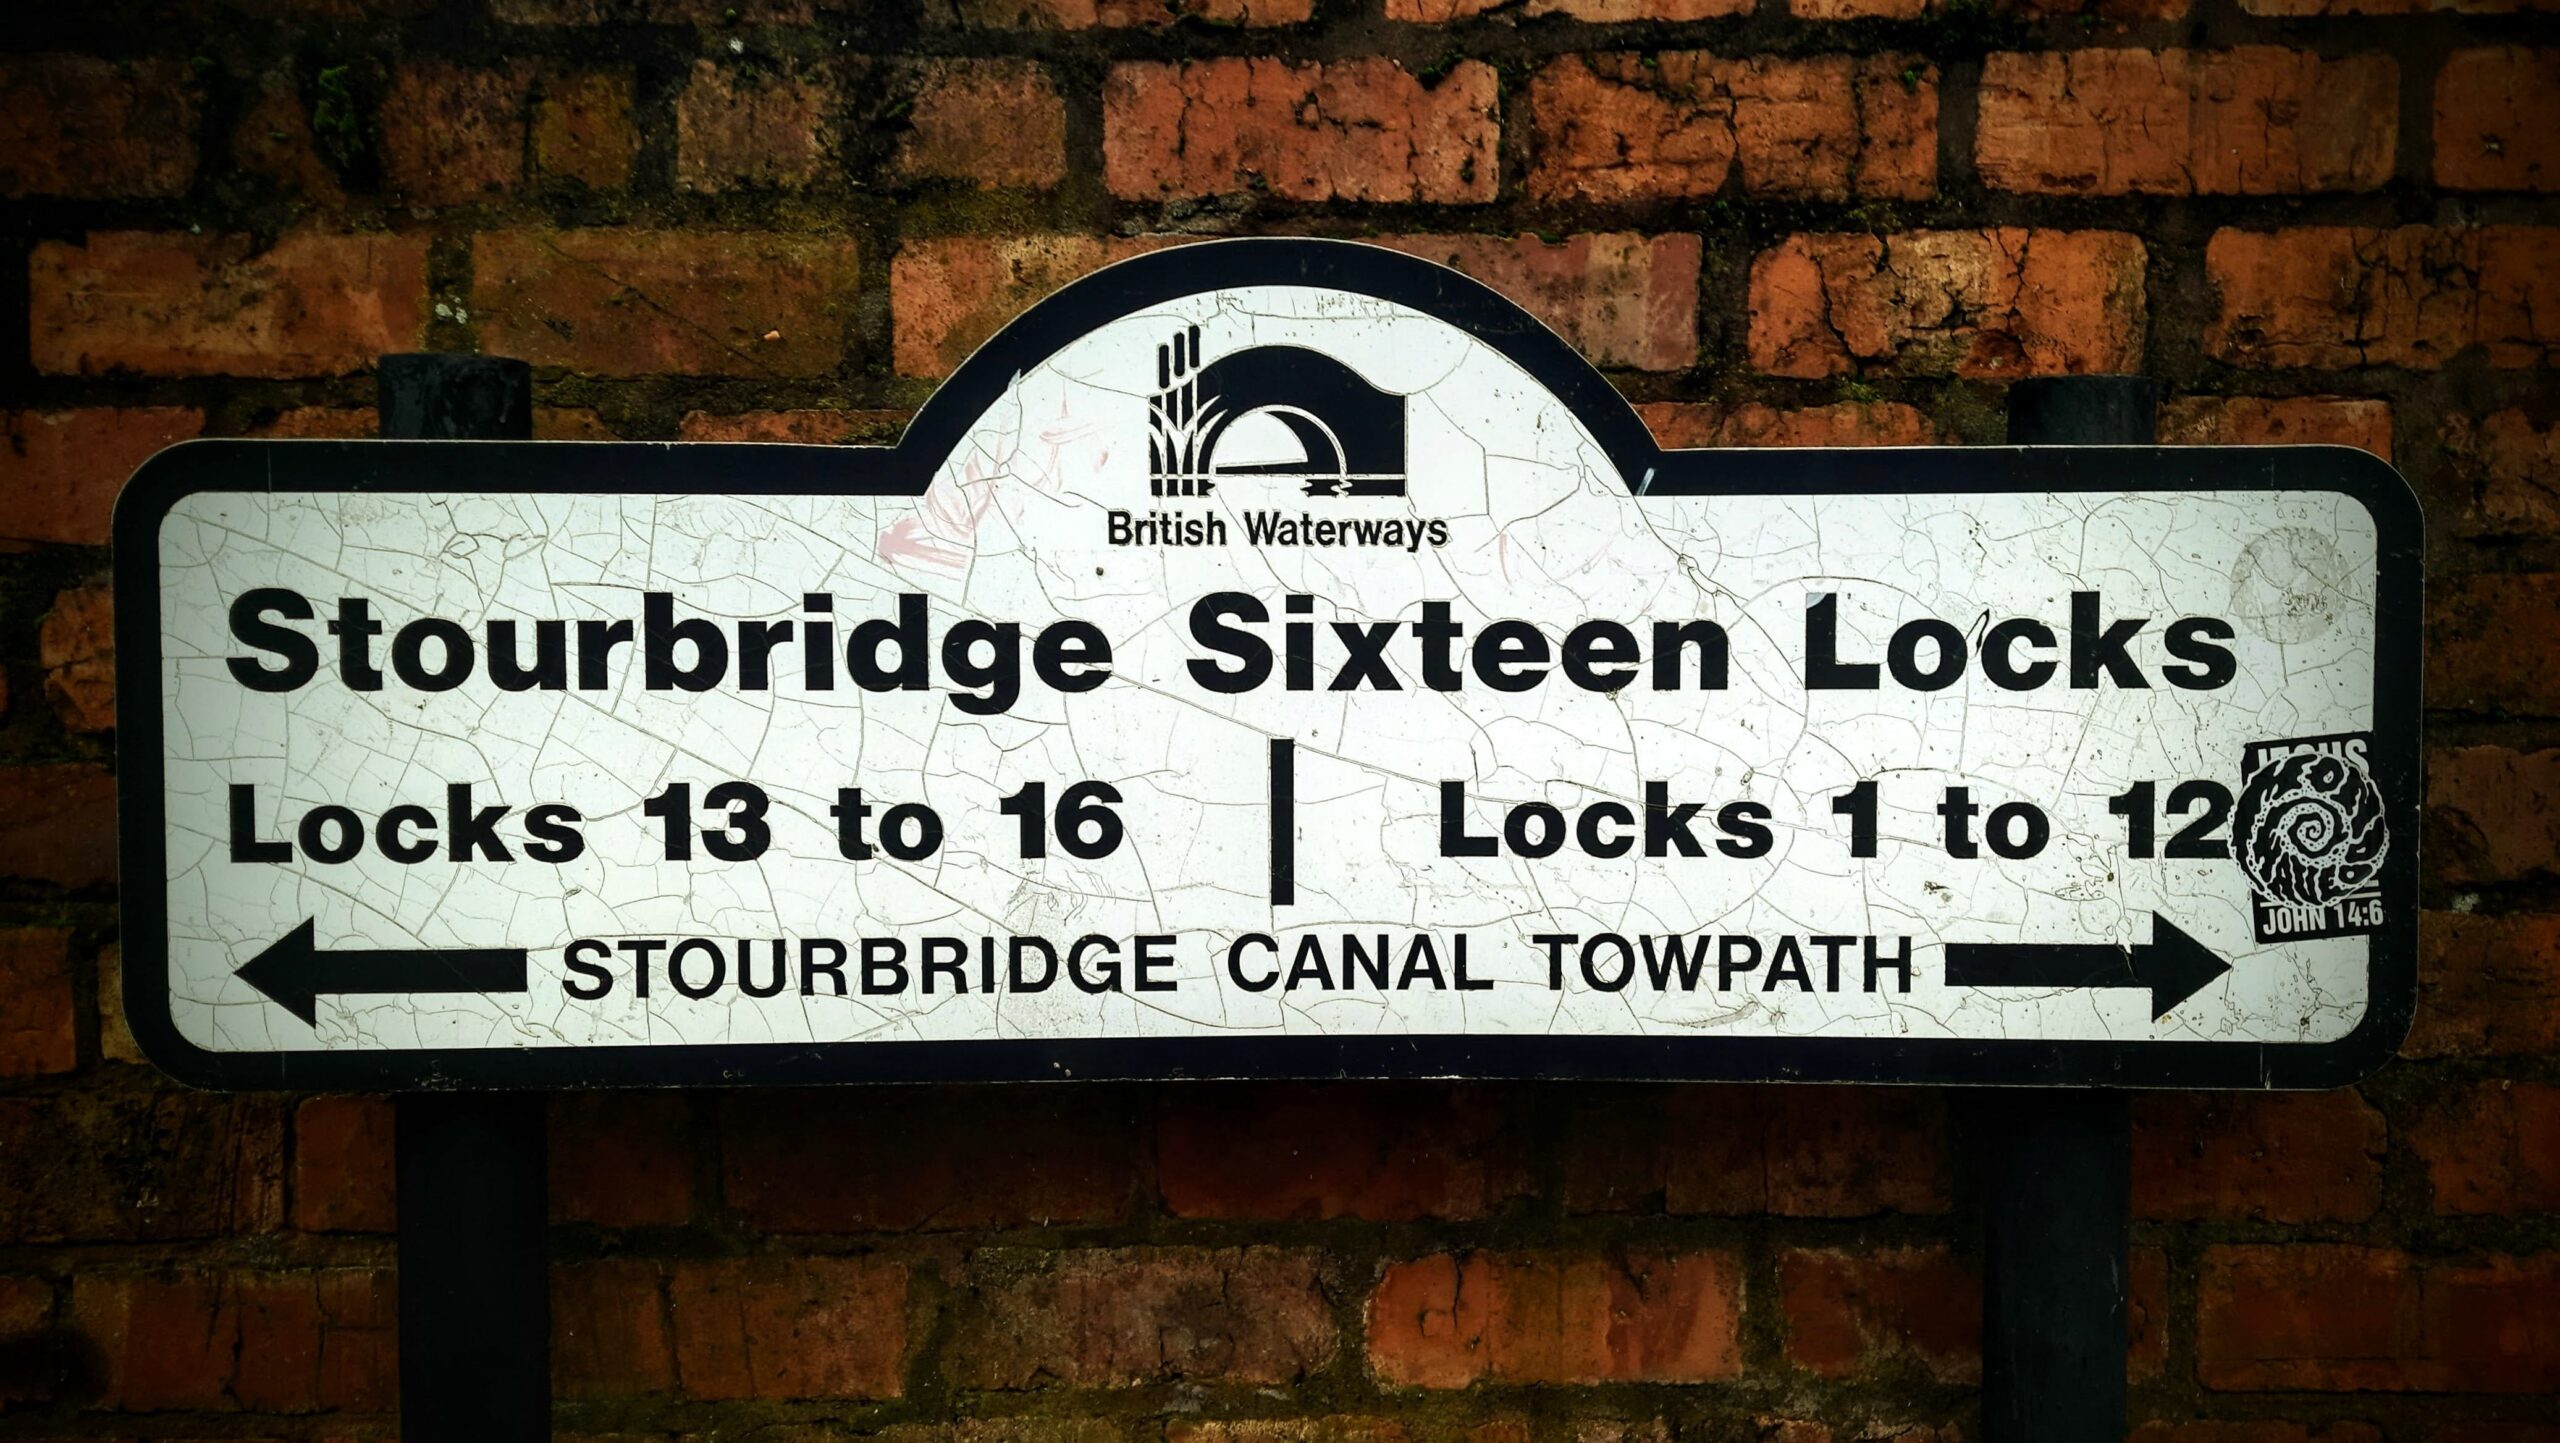 British Waterways
Stourbridge Sixteen Locks
Locks 13 to 16 | Locks 1 to 12
STOURBRIDGE CANAL TOWPATH
JESUS
JOHN 14:6